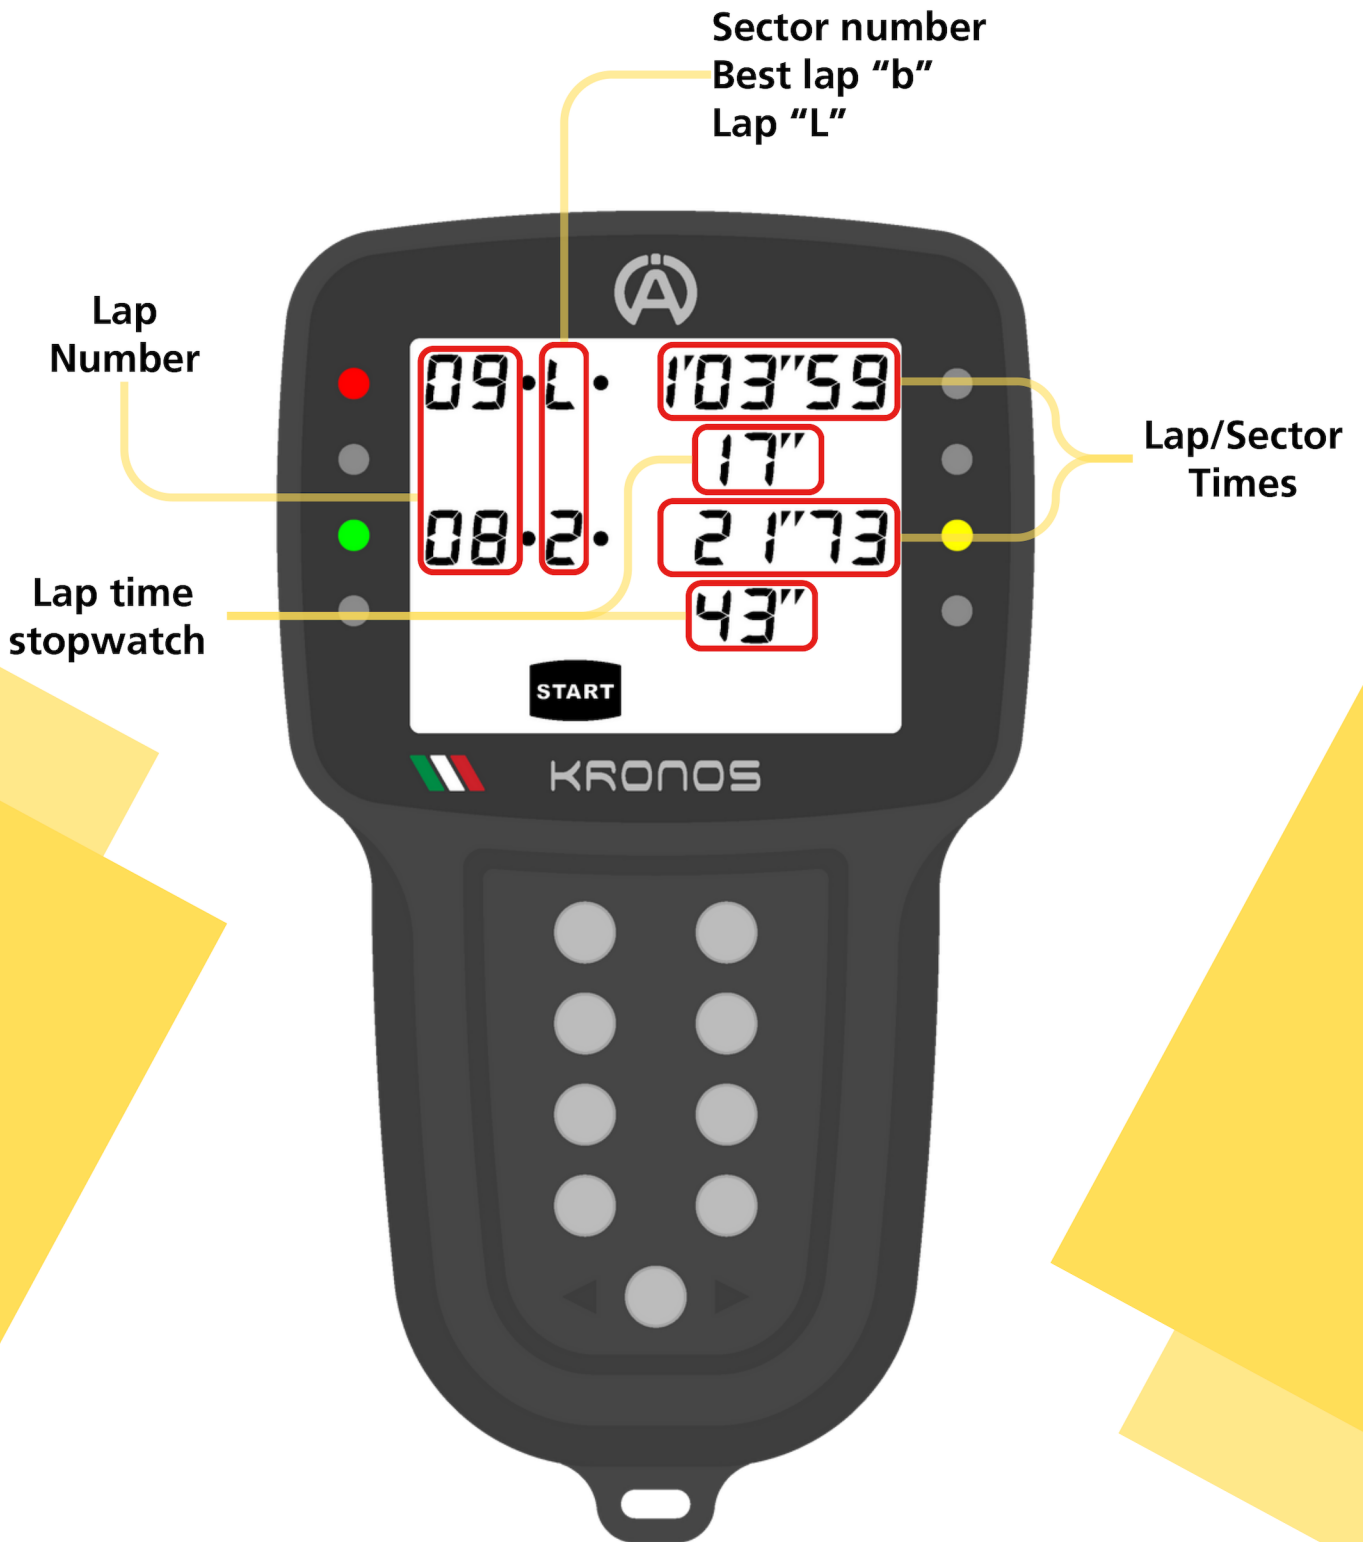 Sector number
Best lap “b”
Lap “L”
Lap
Number
09.L. 1'03"59
17"
Lap/Sector
Times
08.2. 21"73
Lap time
stopwatch
43"
START
KRONOS